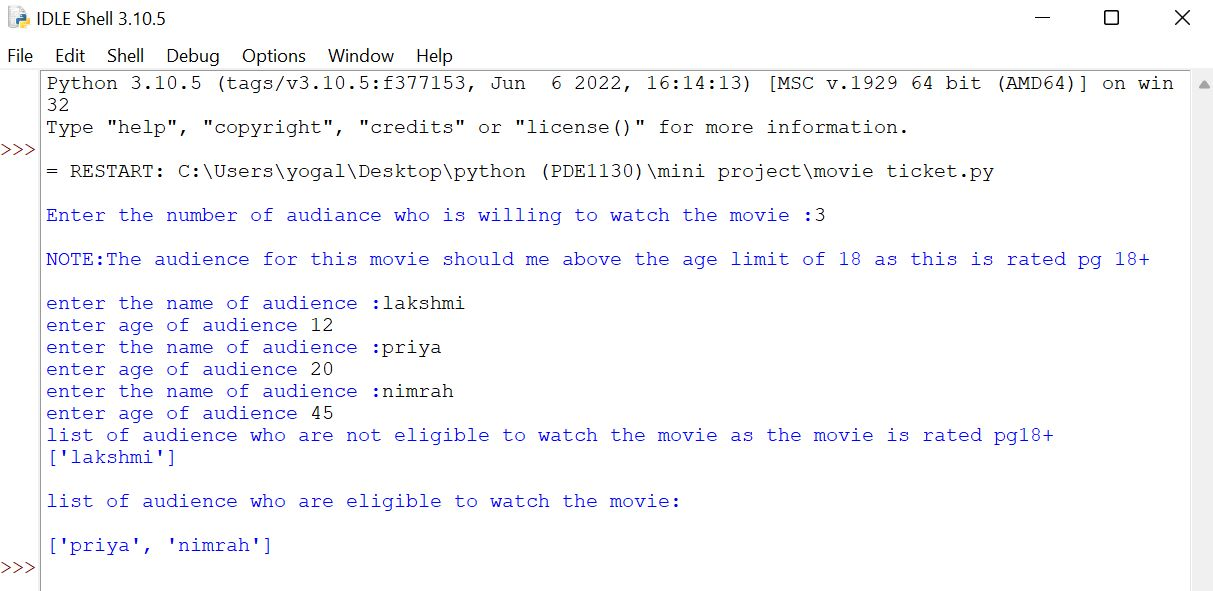 IDLE Shell 3.10.5
File Edit Shell Debug Options Window Help
Python 3.10.5 (tags/v3.10.5:f377153, Jun  6 2022, 16:14:13) [MSC v.1929 64 bit (AMD64)] on win
32
Type "help", "copyright", "credits" or "license()" for more information.
>>>
= RESTART: C:\Users\yogal\Desktop\python (PDE1130)\mini project\movie ticket.py
Enter the number of audiance who is willing to watch the movie :3
NOTE:The audience for this movie should me above the age limit of 18 as this is rated pg 18+
enter the name of audience :lakshmi
enter age of audience 12
enter the name of audience :priya
enter age of audience 20
enter the name of audience :nimrah
enter age of audience 45
list of audience who are not eligible to watch the movie as the movie is rated pg18+
['lakshmi']
list of audience who are eligible to watch the movie:
['priya', 'nimrah']
>>>